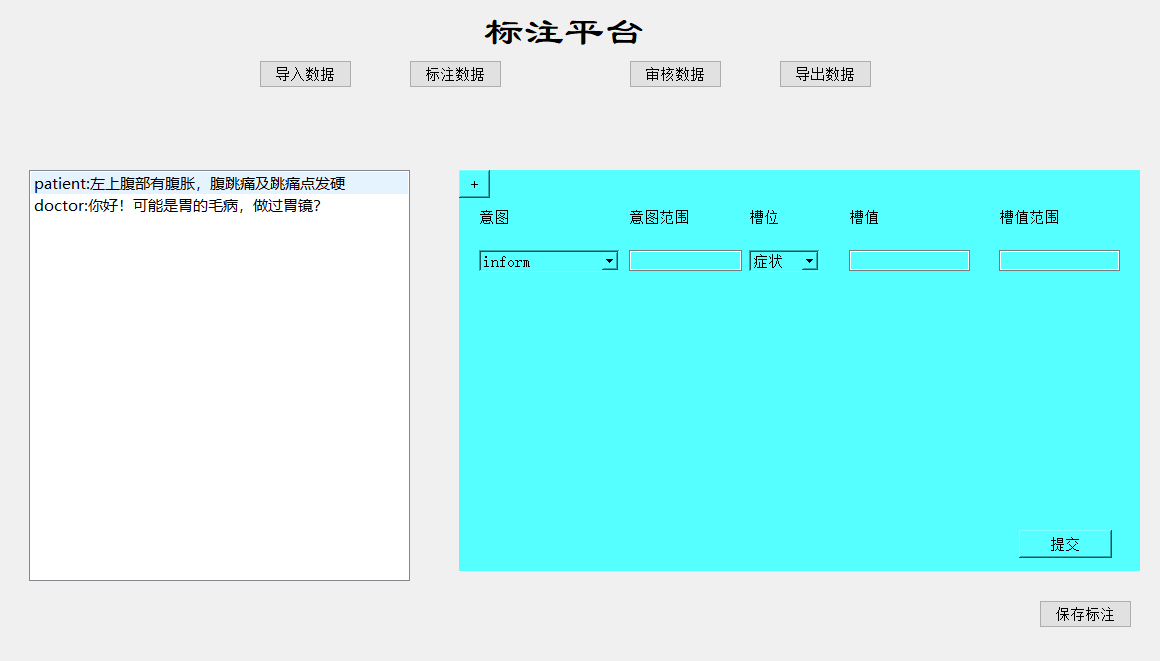 标注平台
导入数据 标注数据 审核数据 导出数据
patient:左上腹部有腹胀，腹跳痛及跳痛点发硬
doctor:你好！可能是胃的毛病，做过胃镜？
+
意图 意图范围 槽位 槽值 槽值范围
inform 症状
提交
保存标注